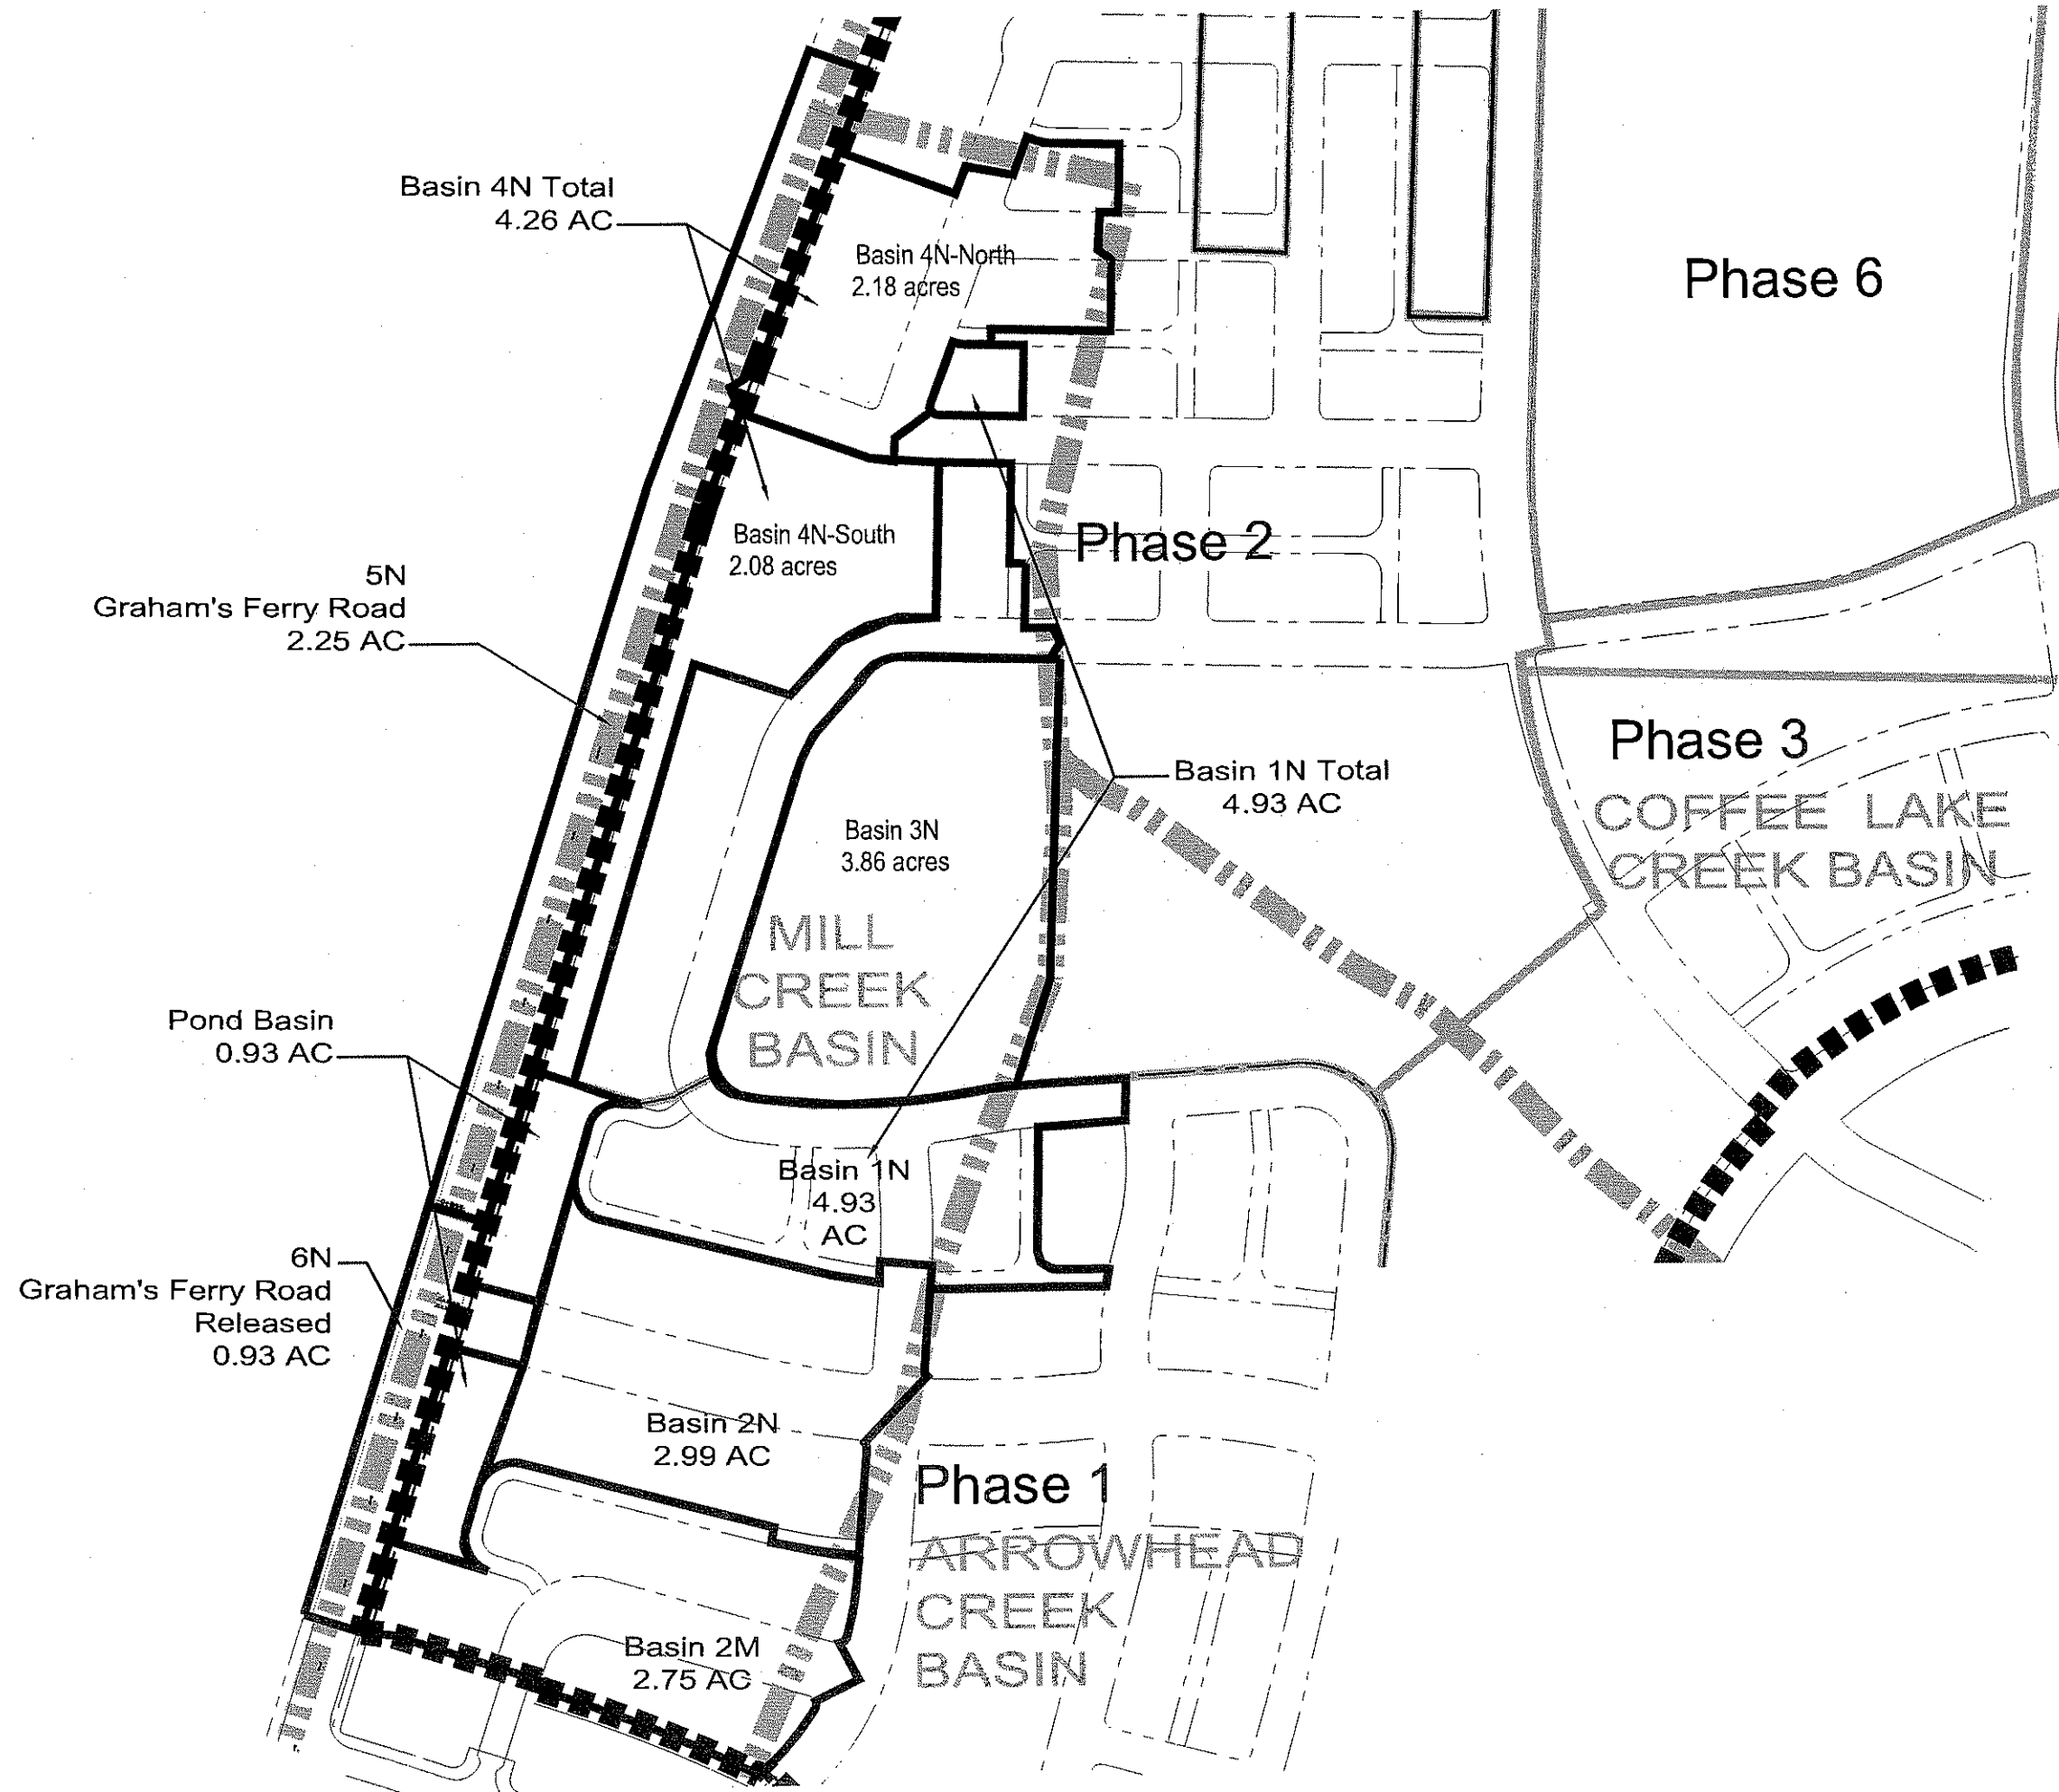 Basin 4N Total
4.26 AC
Basin 4N-North
2.18 acres
Phase 6
Basin 4N-South
2.08 acres
Phase 2
5N
Graham's Ferry Road
2.25 AC
Phase 3
Basin 1N Total
4.93 AC
COFFEE LAKE
CREEK BASIN
Basin 3N
3.86 acres
MILL
CREEK
BASIN
Pond Basin
0.93 AC
Basin 1N
4.93
AC
6N
Graham's Ferry Road
Released
0.93 AC
Basin 2N
2.99 AC
Phase 1
ARROWHEAD
CREEK
BASIN
Basin 2M
2.75 AC